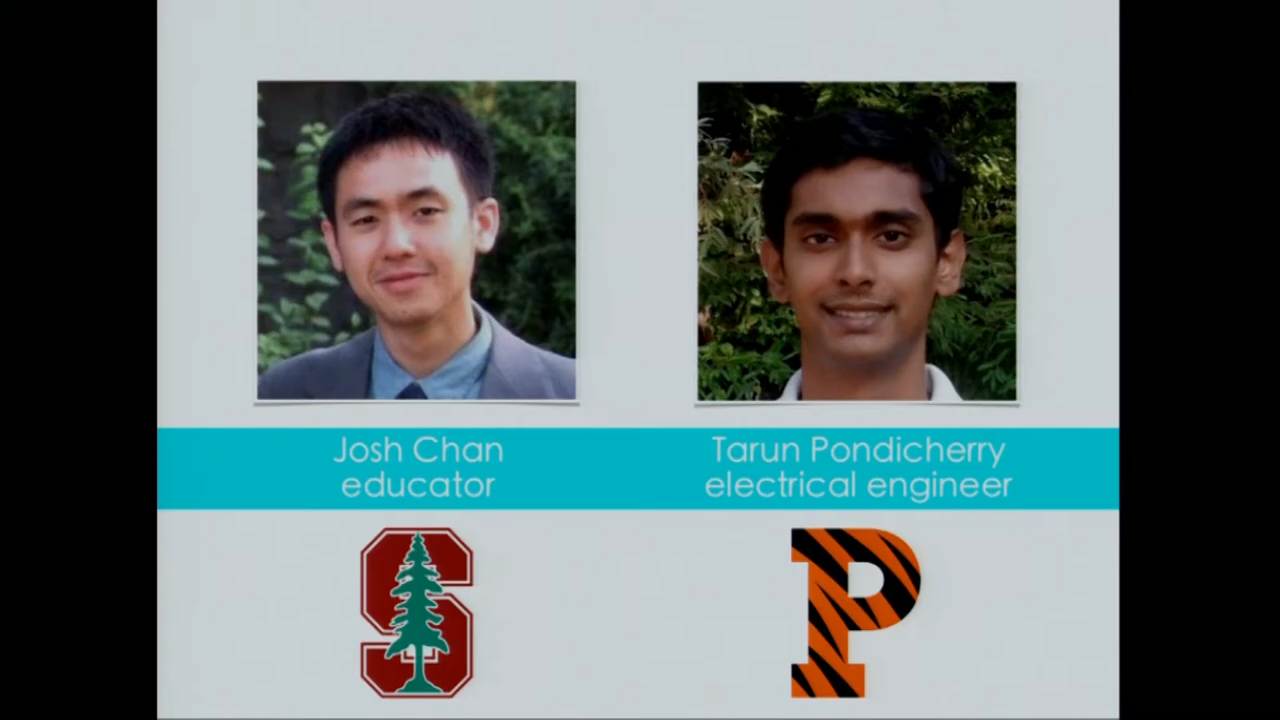 Josh Chan
educator
Tarun Pondicherry
electrical engineer
S
P